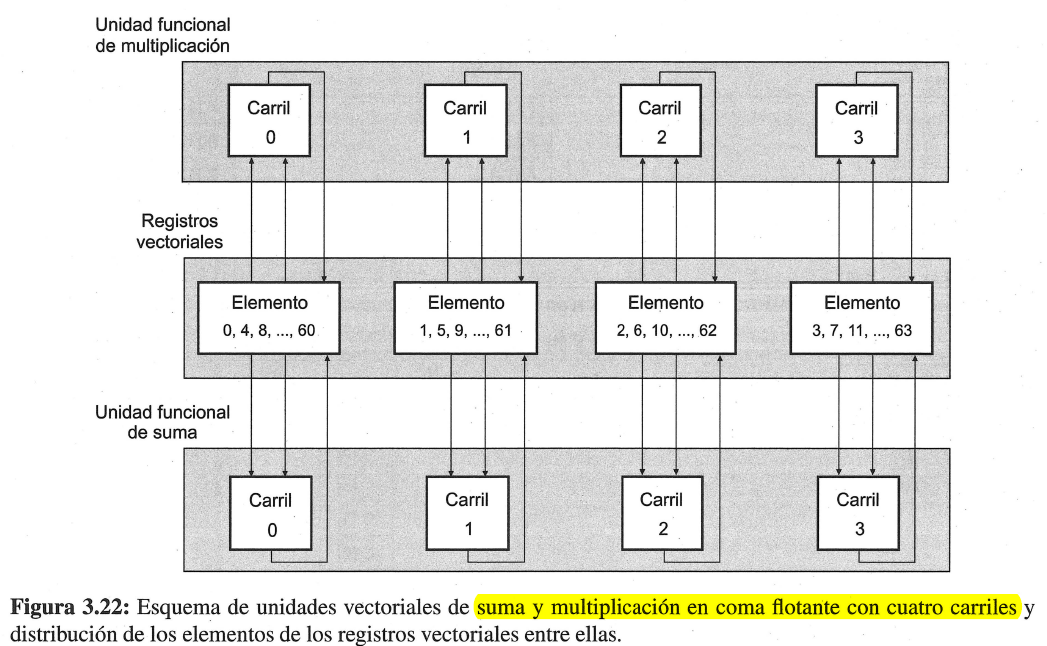 Unidad funcional
de multiplicación
Carril
0
Carril
1
Carril
2
Carril
3
Registros
vectoriales
Elemento
0, 4, 8, ..., 60
Elemento
1, 5, 9, ..., 61
Elemento
2, 6, 10, ..., 62
Elemento
3, 7, 11, ..., 63
Unidad funcional
de suma
Carril
0
Carril
1
Carril
2
Carril
3
Figura 3.22: Esquema de unidades vectoriales de suma y multiplicación en coma flotante con cuatro carriles y
distribución de los elementos de los registros vectoriales entre ellas.